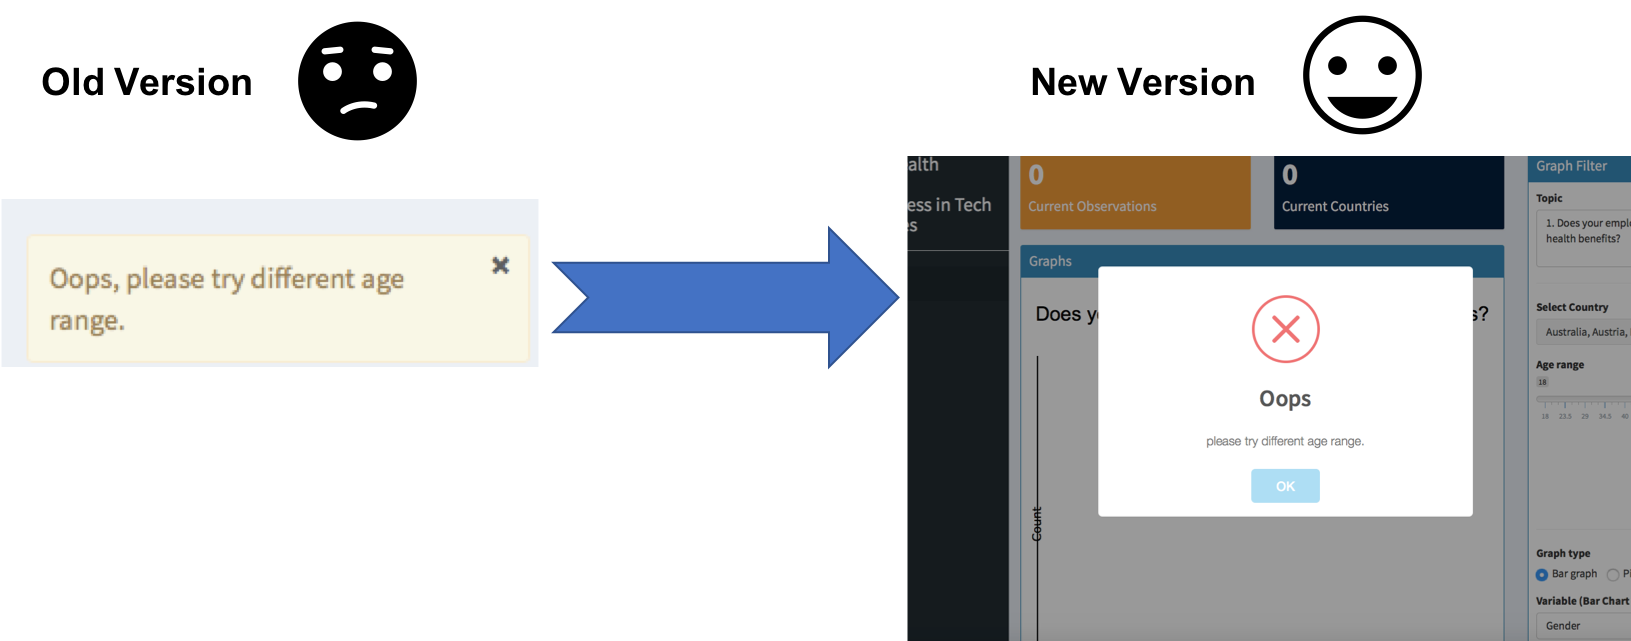 Old Version
New Version
Oops, please try different age
range.
alth
ess in Tech
es
0
Current Observations
0
Current Countries
Graphs
Does y
s?
Count
Oops
please try different age range.
OK
Graph Filter
Topic
1. Does your emplo
health benefits?
Select Country
Australia, Austria,
Age range
18
18 23.5 29 34.5 40
Graph type
Bar graph Pi
Variable (Bar Chart
Gender